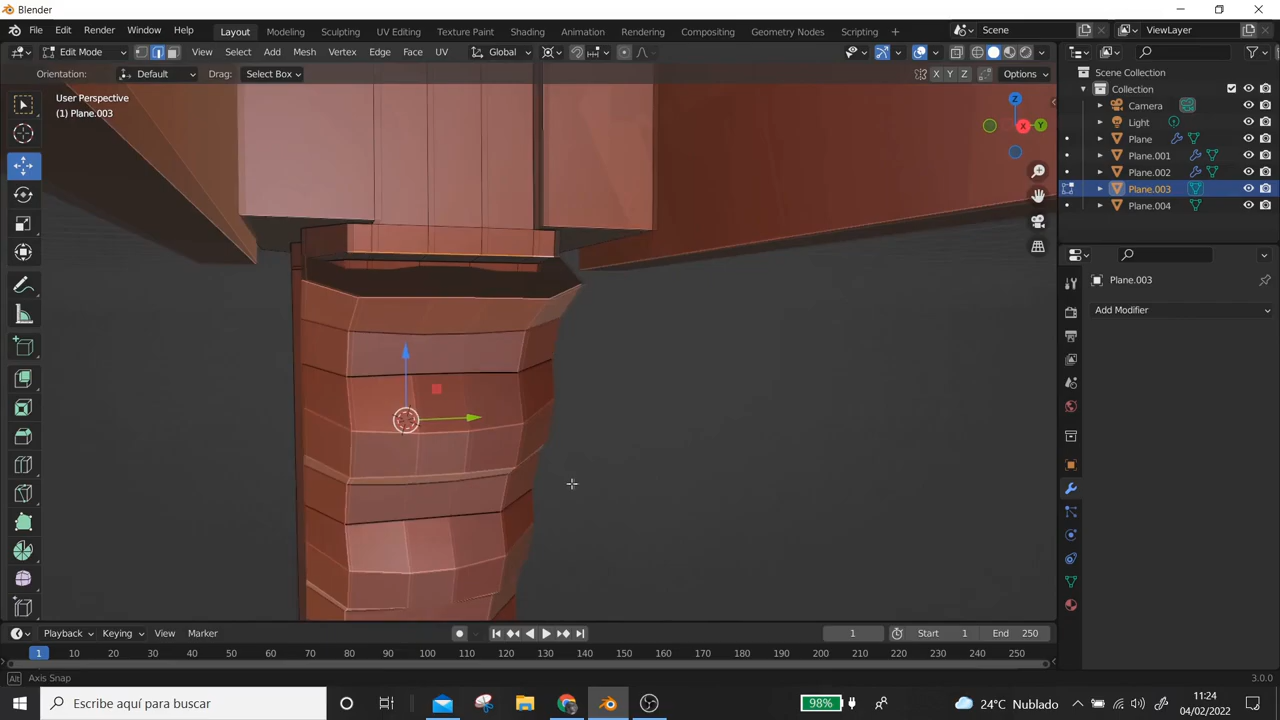 Blender
File Edit Render Window Help
Layout Modeling Sculpting UV Editing Texture Paint Shading Animation Rendering Compositing Geometry Nodes Scripting
Scene
ViewLayer
Edit Mode View Select Add Mesh Vertex Edge Face UV Global
Orientation: Default Drag: Select Box
X Y Z Options
User Perspective
(1) Plane.003
Z
X
Y
Scene Collection
Collection
Camera
Light
Plane
Plane.001
Plane.002
Plane.003
Plane.004
Plane.003
Add Modifier
Playback Keying View Marker
1 Start 1 End 250
1 10 20 30 40 50 60 70 80 90 100 110 120 130 140 150 160 170 180 190 200 210 220 230 240 250
Alt Axis Snap 3.0.0
Escribe aquí para buscar
98%
24°C Nublado
11:24
04/02/2022